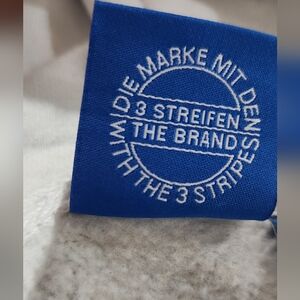 DIE MARKE MIT DEN
3 STREIFEN
THE BRAND
WITH THE 3 STRIPES